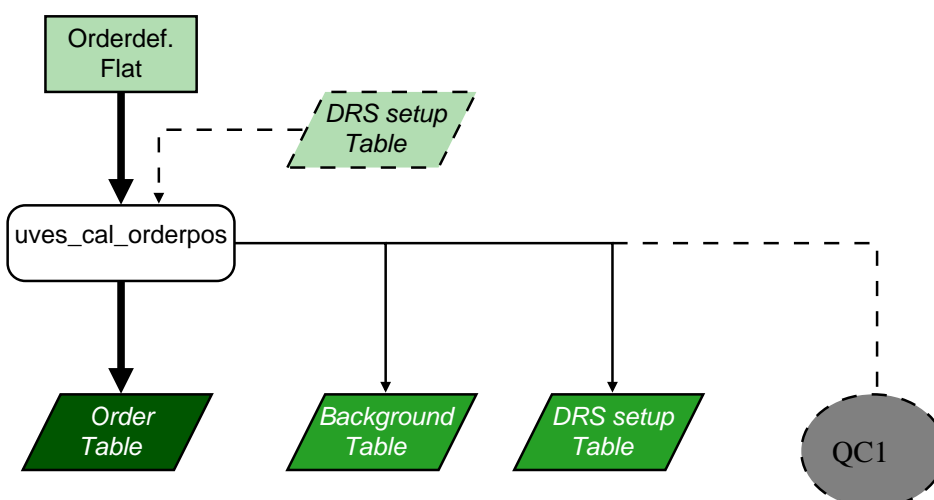 Orderdef.
Flat
DRS setup
Table
uves_cal_orderpos
Order
Table
Background
Table
DRS setup
Table
QC1